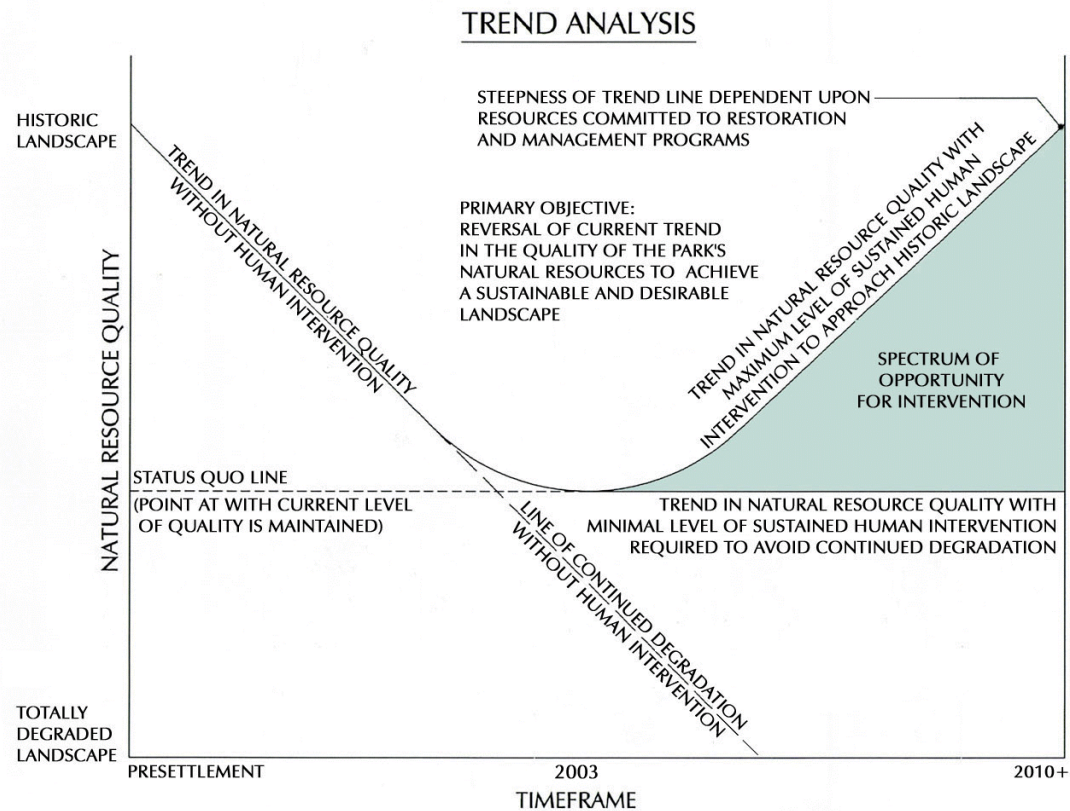 TREND ANALYSIS
STEEPNESS OF TREND LINE DEPENDENT UPON
RESOURCES COMMITTED TO RESTORATION
AND MANAGEMENT PROGRAMS
HISTORIC
LANDSCAPE
TREND IN NATURAL RESOURCE QUALITY
WITHOUT HUMAN INTERVENTION
PRIMARY OBJECTIVE:
REVERSAL OF CURRENT TREND
IN THE QUALITY OF THE PARK'S
NATURAL RESOURCES TO ACHIEVE
A SUSTAINABLE AND DESIRABLE
LANDSCAPE
TREND IN NATURAL RESOURCE QUALITY WITH
MAXIMUM LEVEL OF SUSTAINED HUMAN
INTERVENTION TO APPROACH HISTORIC LANDSCAPE
SPECTRUM OF
OPPORTUNITY
FOR INTERVENTION
NATURAL RESOURCE QUALITY
STATUS QUO LINE
(POINT AT WITH CURRENT LEVEL
OF QUALITY IS MAINTAINED)
TREND IN NATURAL RESOURCE QUALITY WITH
MINIMAL LEVEL OF SUSTAINED HUMAN INTERVENTION
REQUIRED TO AVOID CONTINUED DEGRADATION
LINE OF CONTINUED DEGRADATION
WITHOUT HUMAN INTERVENTION
TOTALLY
DEGRADED
LANDSCAPE
PRESETTLEMENT
2003
2010+
TIMEFRAME